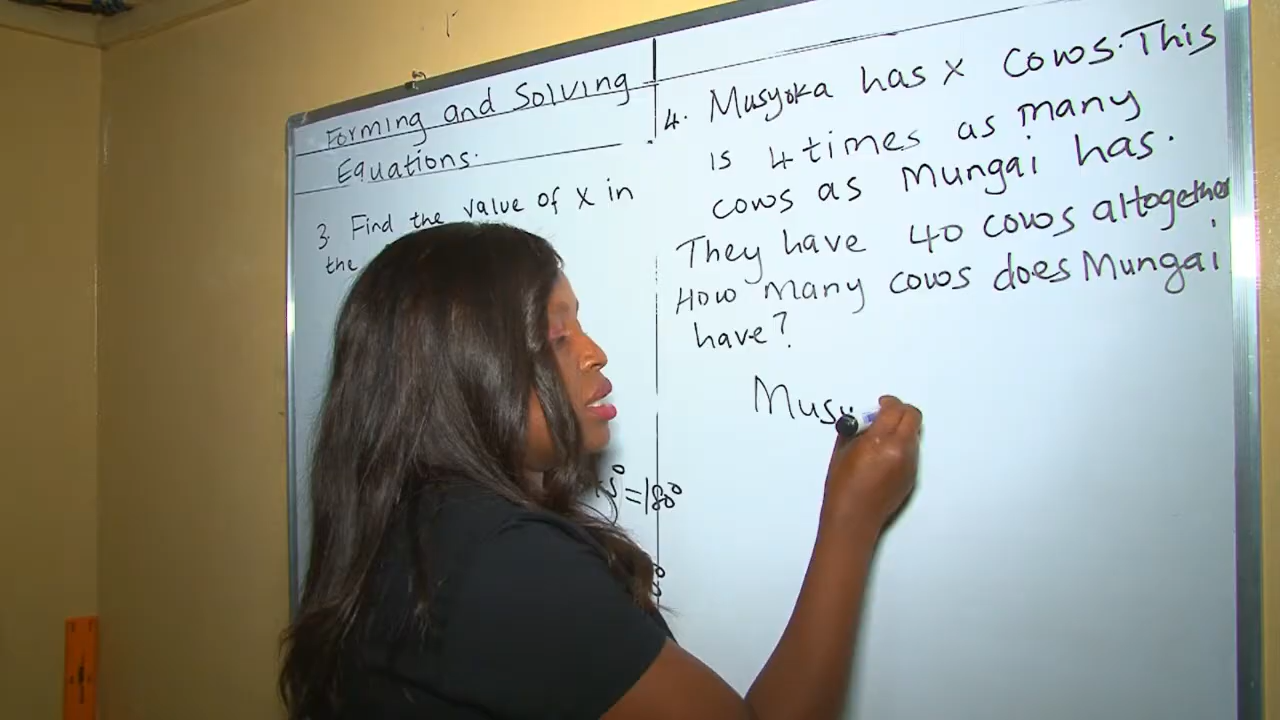 Forming and Solving
Equations.
3. Find the value of x in
the
=180°
4. Musyoka has x cows. This
is 4 times as many
cows as Mungai has.
They have 40 cows altogether
How many cows does Mungai
have?
Musy